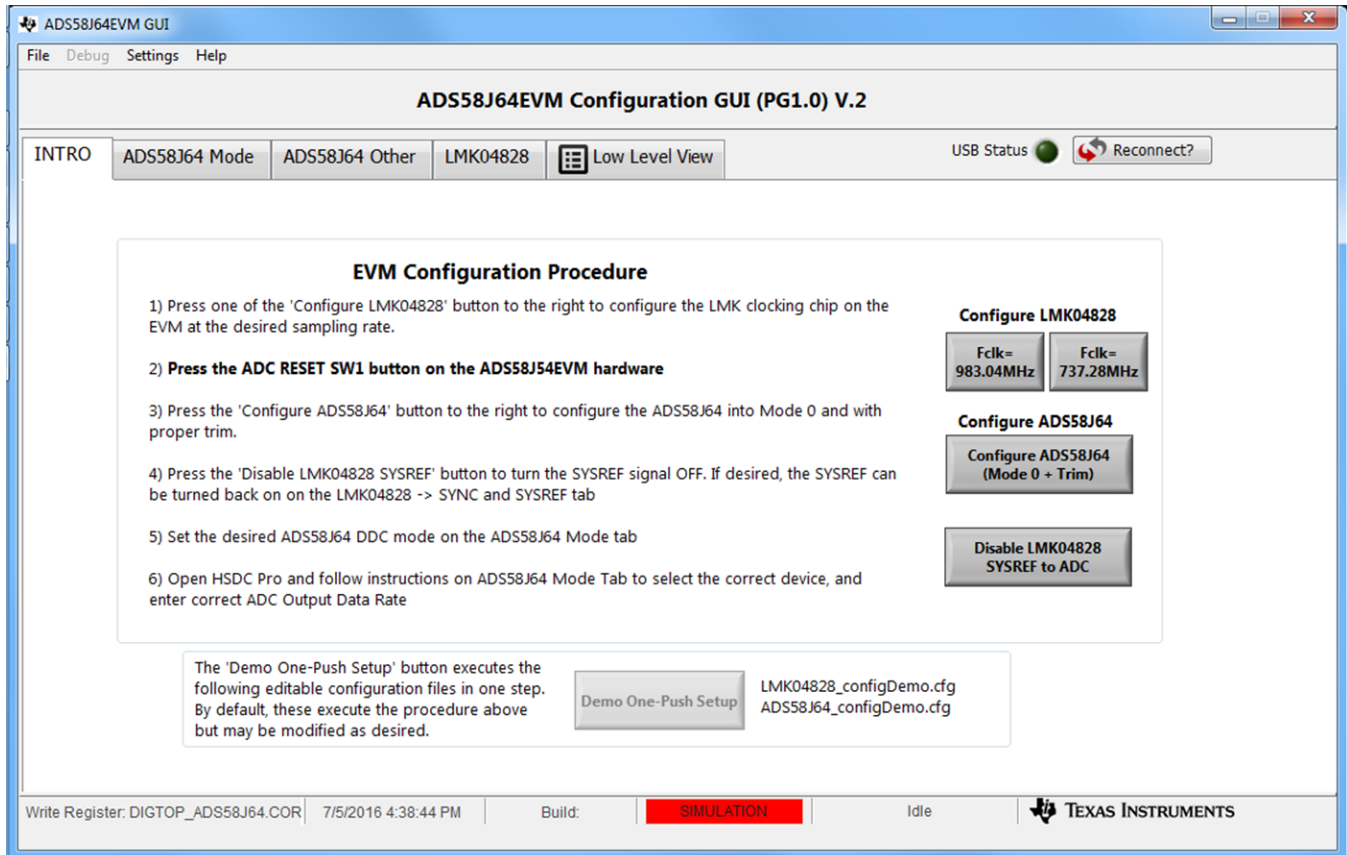 ADS58J64EVM GUI
File Debug Settings Help
ADS58J64EVM Configuration GUI (PG1.0) V.2
INTRO ADS58J64 Mode ADS58J64 Other LMK04828 Low Level View USB Status Reconnect?
EVM Configuration Procedure
1) Press one of the 'Configure LMK04828' button to the right to configure the LMK clocking chip on the
EVM at the desired sampling rate.
2) Press the ADC RESET SW1 button on the ADS58J54EVM hardware
3) Press the 'Configure ADS58J64' button to the right to configure the ADS58J64 into Mode 0 and with
proper trim.
4) Press the 'Disable LMK04828 SYSREF' button to turn the SYSREF signal OFF. If desired, the SYSREF can
be turned back on on the LMK04828 -> SYNC and SYSREF tab
5) Set the desired ADS58J64 DDC mode on the ADS58J64 Mode tab
6) Open HSDC Pro and follow instructions on ADS58J64 Mode Tab to select the correct device, and
enter correct ADC Output Data Rate
Configure LMK04828
Fclk=
983.04MHz
Fclk=
737.28MHz
Configure ADS58J64
Configure ADS58J64
(Mode 0 + Trim)
Disable LMK04828
SYSREF to ADC
The 'Demo One-Push Setup' button executes the
following editable configuration files in one step.
By default, these execute the procedure above
but may be modified as desired.
Demo One-Push Setup
LMK04828_configDemo.cfg
ADS58J64_configDemo.cfg
Write Register: DIGTOP_ADS58J64.COR 7/5/2016 4:38:44 PM Build: SIMULATION Idle TEXAS INSTRUMENTS